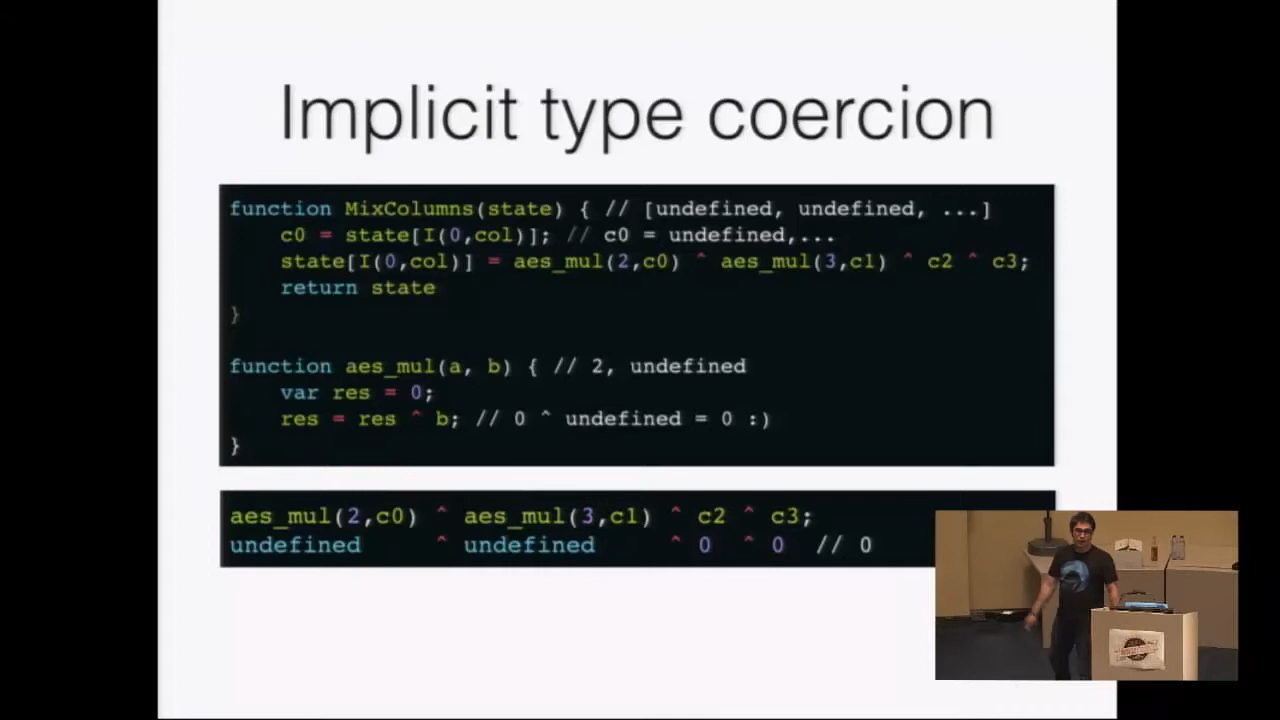 Implicit type coercion
function MixColumns(state) { // [undefined, undefined, ...]
c0 = state[I(0,col)]; // c0 = undefined,...
state[I(0,col)] = aes_mul(2,c0) ^ aes_mul(3,c1) ^ c2 ^ c3;
return state
}
function aes_mul(a, b) { // 2, undefined
var res = 0;
res = res ^ b; // 0 ^ undefined = 0 :)
}
aes_mul(2,c0) ^ aes_mul(3,c1) ^ c2 ^ c3;
undefined ^ undefined ^ 0 ^ 0 // 0